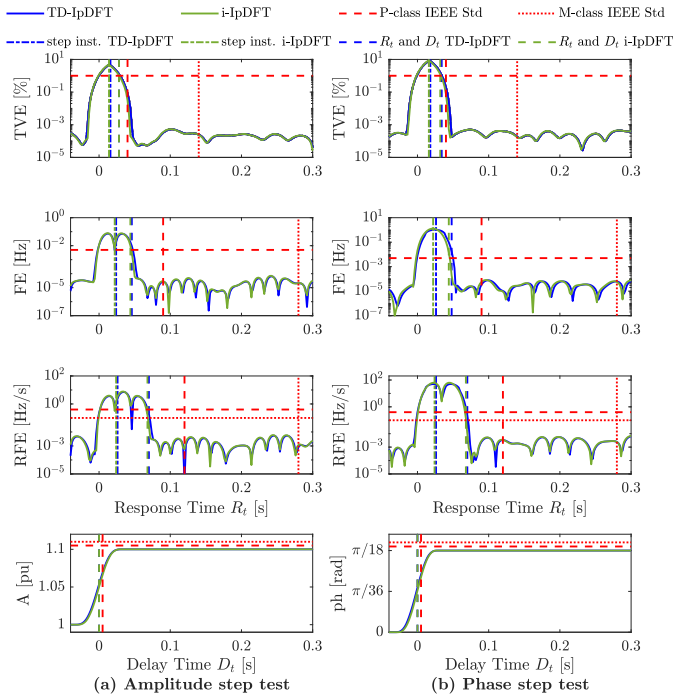 TD-IpDFT i-IpDFT P-class IEEE Std M-class IEEE Std
step inst. TD-IpDFT step inst. i-IpDFT R_t and D_t TD-IpDFT R_t and D_t i-IpDFT
TVE [%]
10^1
10^-1
10^-3
10^-5
0 0.1 0.2 0.3
TVE [%]
10^1
10^-1
10^-3
10^-5
0 0.1 0.2 0.3
FE [Hz]
10^0
10^-2
10^-5
10^-7
0 0.1 0.2 0.3
FE [Hz]
10^1
10^-1
10^-3
10^-5
10^-7
0 0.1 0.2 0.3
RFE [Hz/s]
10^2
10^0
10^-3
10^-5
0 0.1 0.2 0.3
Response Time R_t [s]
RFE [Hz/s]
10^2
10^0
10^-3
10^-5
0 0.1 0.2 0.3
Response Time R_t [s]
A [pu]
1.1
1.05
1
0 0.1 0.2 0.3
Delay Time D_t [s]
(a) Amplitude step test
ph [rad]
π/18
π/36
0
0 0.1 0.2 0.3
Delay Time D_t [s]
(b) Phase step test